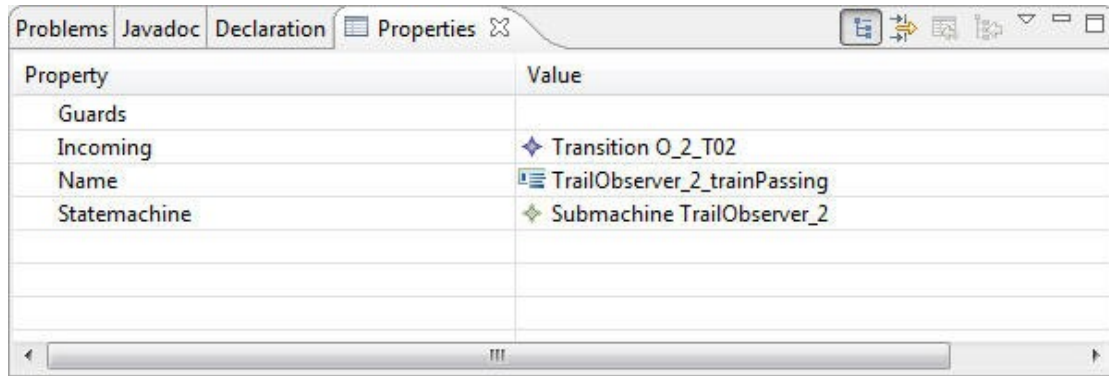 Problems Javadoc Declaration Properties
Property Value
Guards
Incoming Transition O_2_T02
Name TrailObserver_2_trainPassing
Statemachine Submachine TrailObserver_2